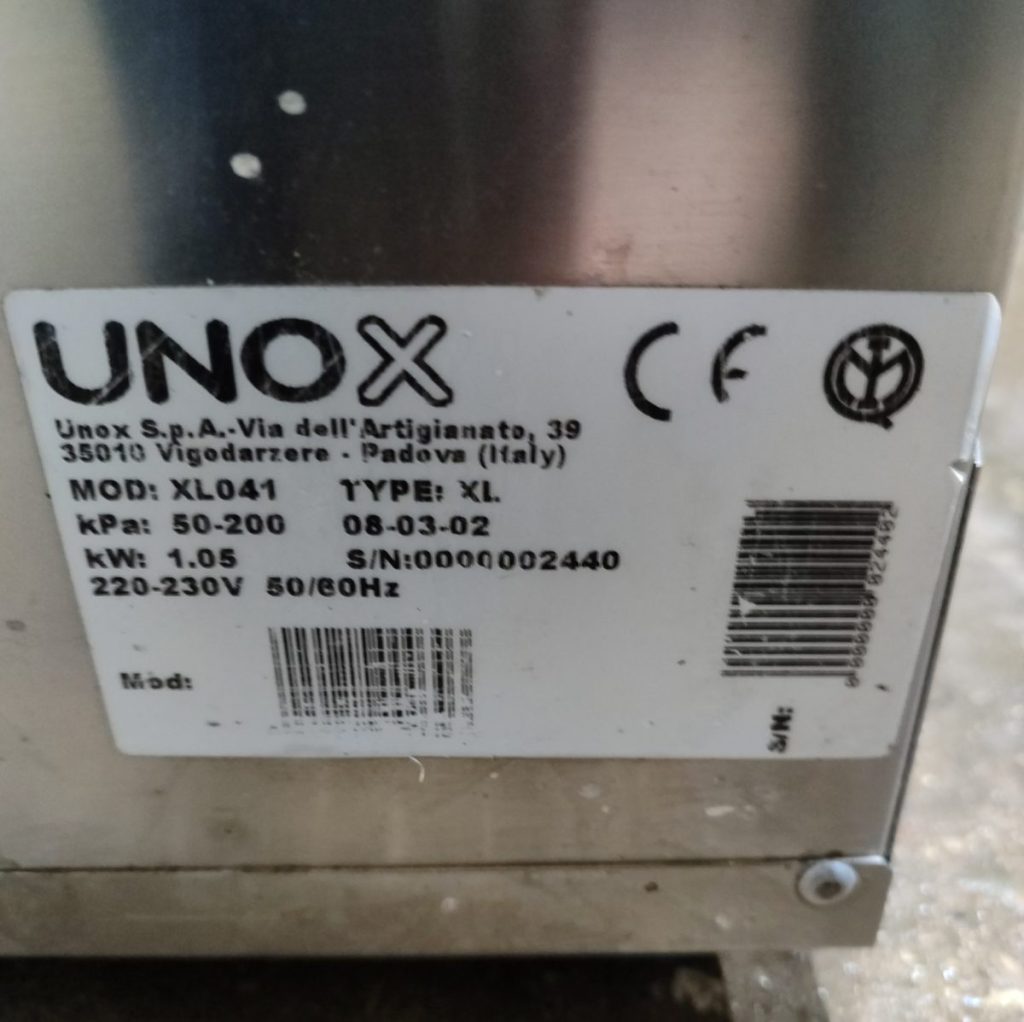 UNOX
CE
Unox S.p.A.-Via dell'Artigianato, 39
35010 Vigodarzere - Padova (Italy)
MOD: XL041 TYPE: XL
kPa: 50-200 08-03-02
kW: 1.05 S/N:0000002440
220-230V 50/60Hz
Mod:
S/N: